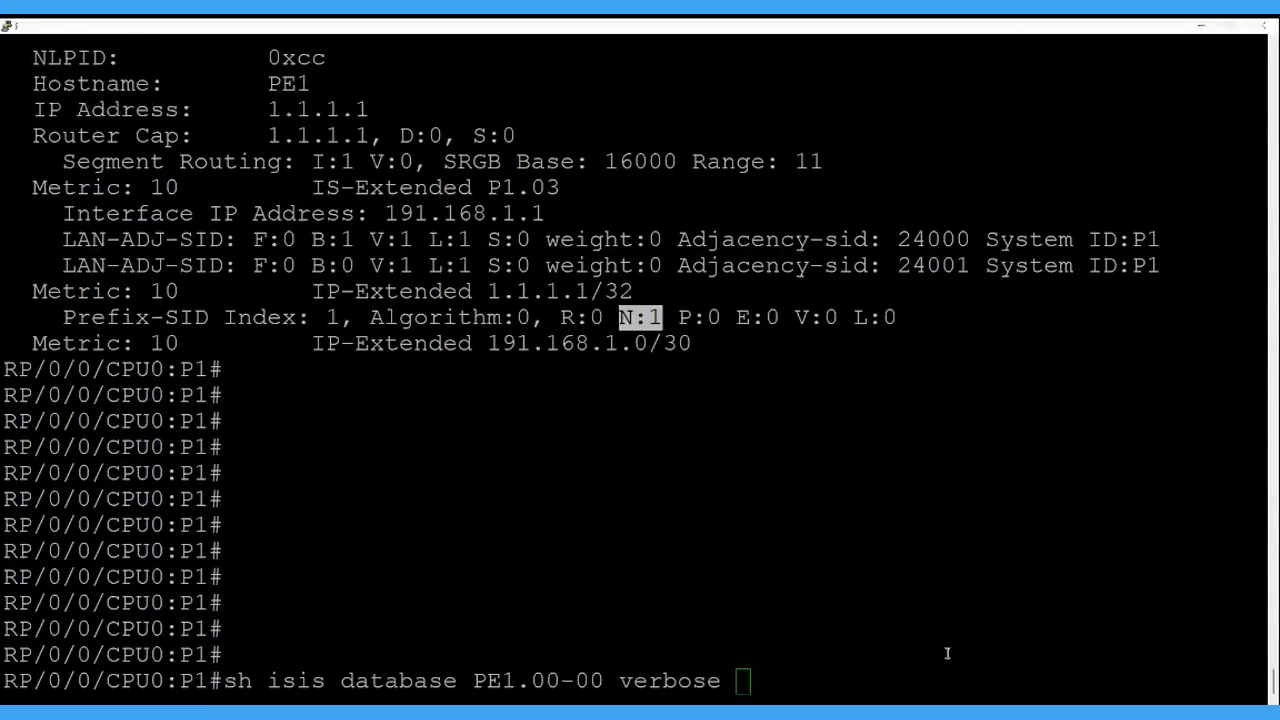 NLPID: 0xcc
Hostname: PE1
IP Address: 1.1.1.1
Router Cap: 1.1.1.1, D:0, S:0
Segment Routing: I:1 V:0, SRGB Base: 16000 Range: 11
Metric: 10 IS-Extended P1.03
Interface IP Address: 191.168.1.1
LAN-ADJ-SID: F:0 B:1 V:1 L:1 S:0 weight:0 Adjacency-sid: 24000 System ID:P1
LAN-ADJ-SID: F:0 B:0 V:1 L:1 S:0 weight:0 Adjacency-sid: 24001 System ID:P1
Metric: 10 IP-Extended 1.1.1.1/32
Prefix-SID Index: 1, Algorithm:0, R:0 N:1 P:0 E:0 V:0 L:0
Metric: 10 IP-Extended 191.168.1.0/30
RP/0/0/CPU0:P1#
RP/0/0/CPU0:P1#
RP/0/0/CPU0:P1#
RP/0/0/CPU0:P1#
RP/0/0/CPU0:P1#
RP/0/0/CPU0:P1#
RP/0/0/CPU0:P1#
RP/0/0/CPU0:P1#
RP/0/0/CPU0:P1#
RP/0/0/CPU0:P1#
RP/0/0/CPU0:P1#
RP/0/0/CPU0:P1#
RP/0/0/CPU0:P1#sh isis database PE1.00-00 verbose